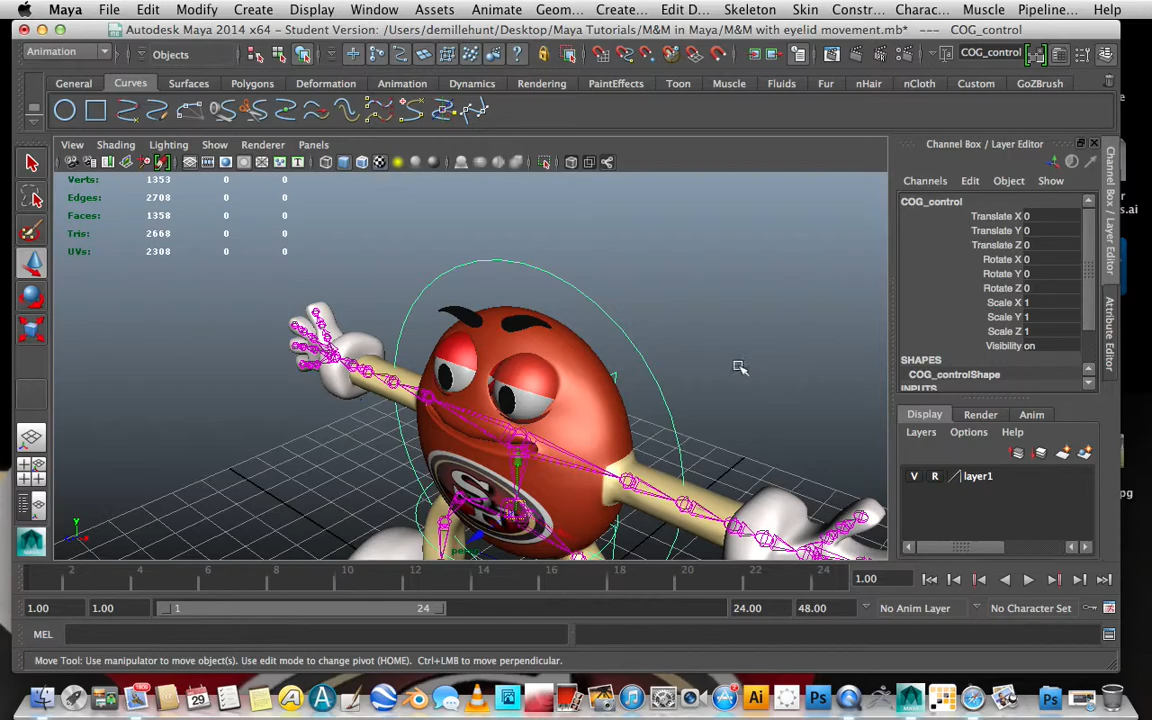 Maya File Edit Modify Create Display Window Assets Animate Geom... Create... Edit D... Skeleton Skin Constr... Charac... Muscle Pipeline... Help
Autodesk Maya 2014 x64 - Student Version: /Users/demillehunt/Desktop/Maya Tutorials/M&M in Maya/M&M with eyelid movement.mb* --- COG_control
Animation Objects COG_control
General Curves Surfaces Polygons Deformation Animation Dynamics Rendering PaintEffects Toon Muscle Fluids Fur nHair nCloth Custom GoZBrush
View Shading Lighting Show Renderer Panels
Verts: 1353 0 0
Edges: 2708 0 0
Faces: 1358 0 0
Tris: 2668 0 0
UVs: 2308 0 0
persp
Channel Box / Layer Editor
Channels Edit Object Show
COG_control
Translate X 0
Translate Y 0
Translate Z 0
Rotate X 0
Rotate Y 0
Rotate Z 0
Scale X 1
Scale Y 1
Scale Z 1
Visibility on
SHAPES
COG_controlShape
INPUTS
Display Render Anim
Layers Options Help
V R layer1
Channel Box / Layer Editor
Attribute Editor
2 4 6 8 10 12 14 16 18 20 22 24 1.00
1.00 1.00 1 24 24.00 48.00 No Anim Layer No Character Set
MEL
Move Tool: Use manipulator to move object(s). Use edit mode to change pivot (HOME). Ctrl+LMB to move perpendicular.